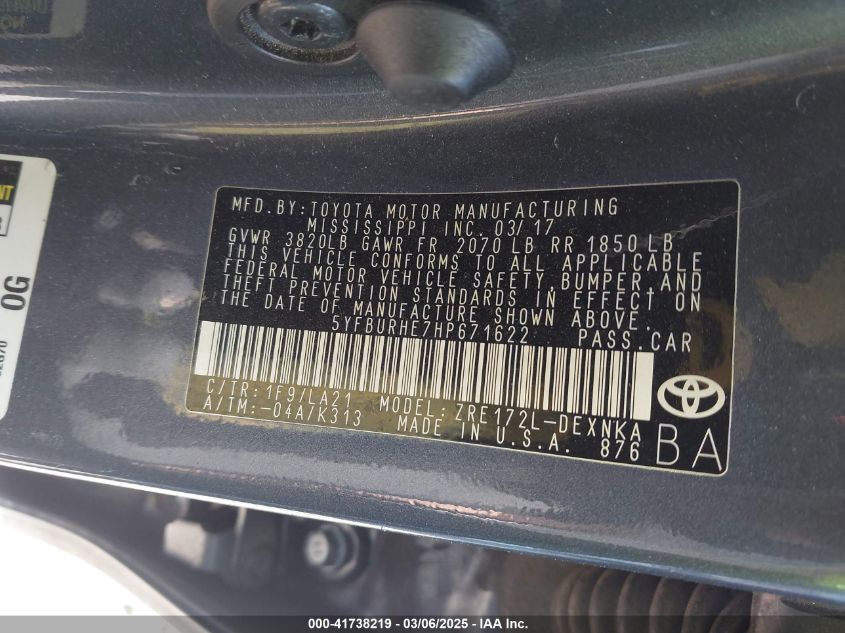 MFD.BY:TOYOTA MOTOR MANUFACTURING
MISSISSIPPI INC. 03/17
GVWR 3820LB GAWR FR 2070 LB RR 1850 LB
THIS VEHICLE CONFORMS TO ALL APPLICABLE
FEDERAL MOTOR VEHICLE SAFETY,BUMPER,AND
THEFT PREVENTION STANDARDS IN EFFECT ON
THE DATE OF MANUFACTURE SHOWN ABOVE.
5YFBURHE7HP671622 PASS.CAR
C/TR:1F9/LA21 MODEL: ZRE172L-DEXNKA
A/TM:-04A/K313 MADE IN U.S.A. 876
BA
OG
000-41738219 - 03/06/2025 - IAA Inc.